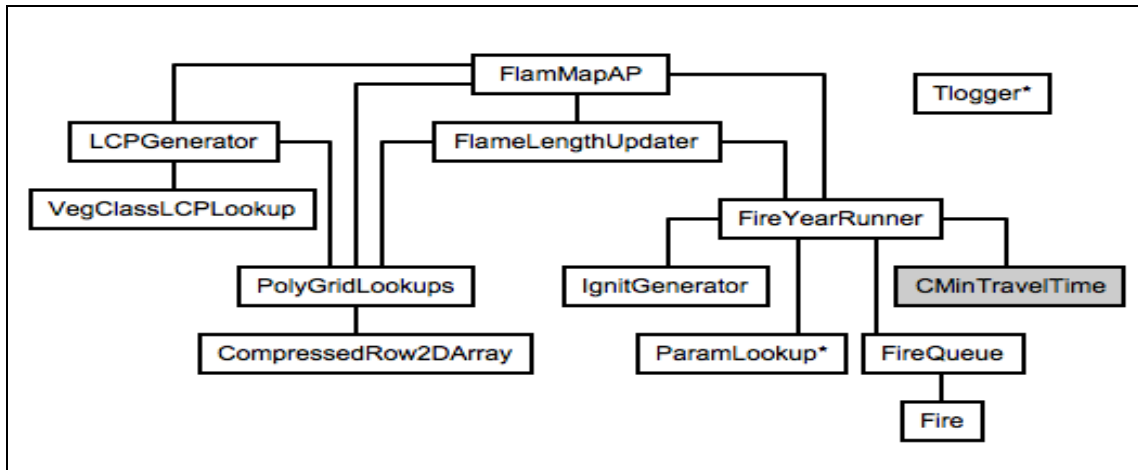 FlamMapAP
Tlogger*
LCPGenerator
FlameLengthUpdater
VegClassLCPLookup
FireYearRunner
PolyGridLookups
IgnitGenerator
CMinTravelTime
CompressedRow2DArray
ParamLookup*
FireQueue
Fire